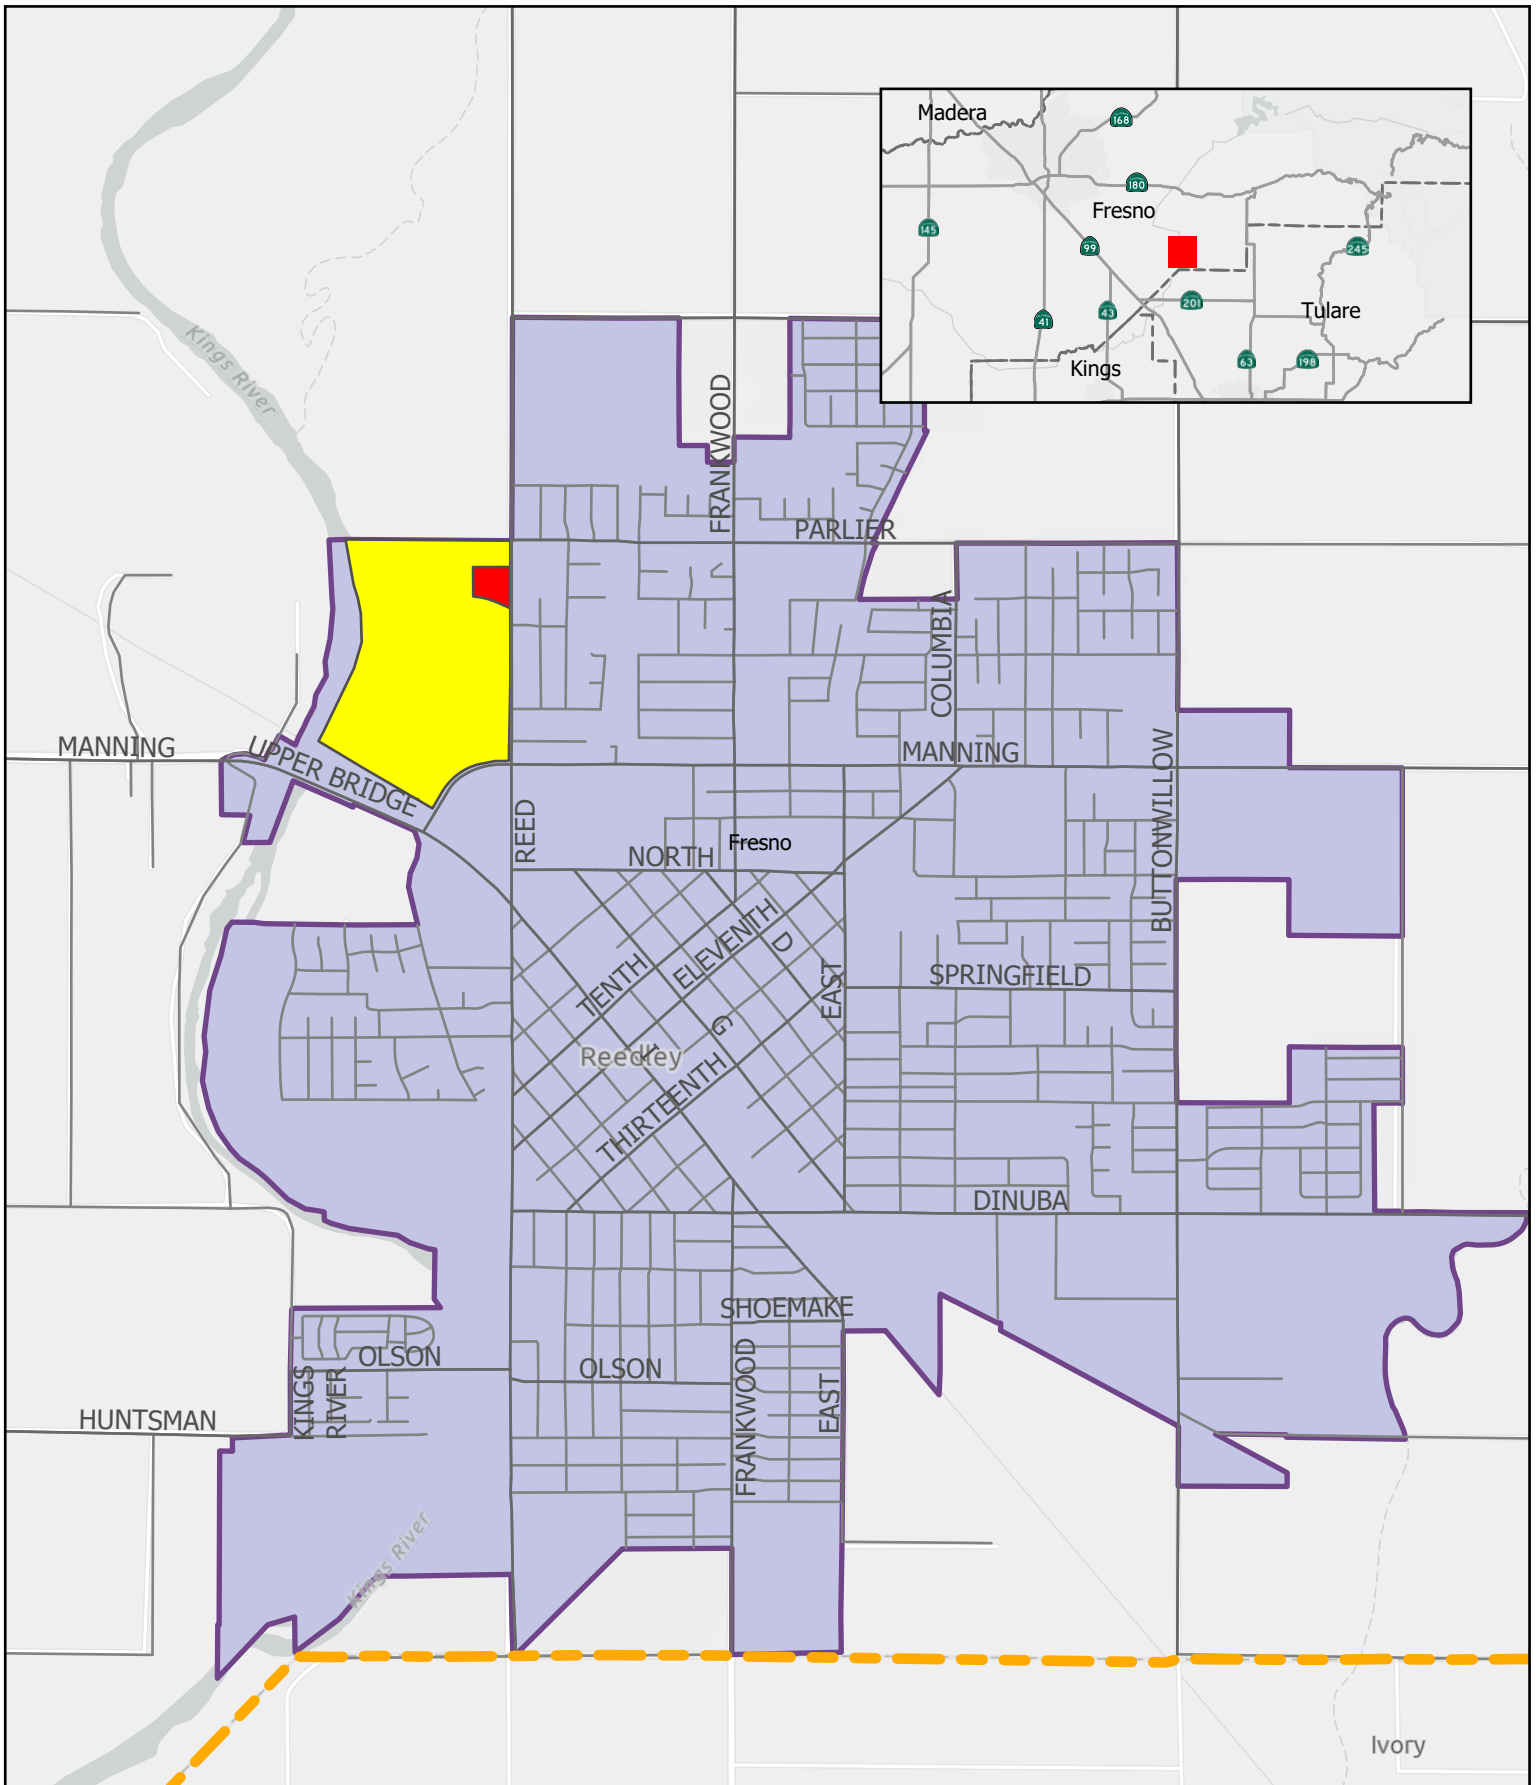 Madera
168
180
Fresno
145
99
245
41
43
201
Tulare
63
198
Kings
Kings River
FRANKWOOD
PARLIER
COLUMBIA
MANNING
UPPER BRIDGE
MANNING
BUTTONWILLOW
REED
NORTH
Fresno
TENTH
ELEVENTH
D
EAST
SPRINGFIELD
G
Reedley
I
THIRTEENTH
DINUBA
SHOEMAKE
OLSON
OLSON
KINGS
RIVER
FRANKWOOD
EAST
HUNTSMAN
Kings River
Ivory